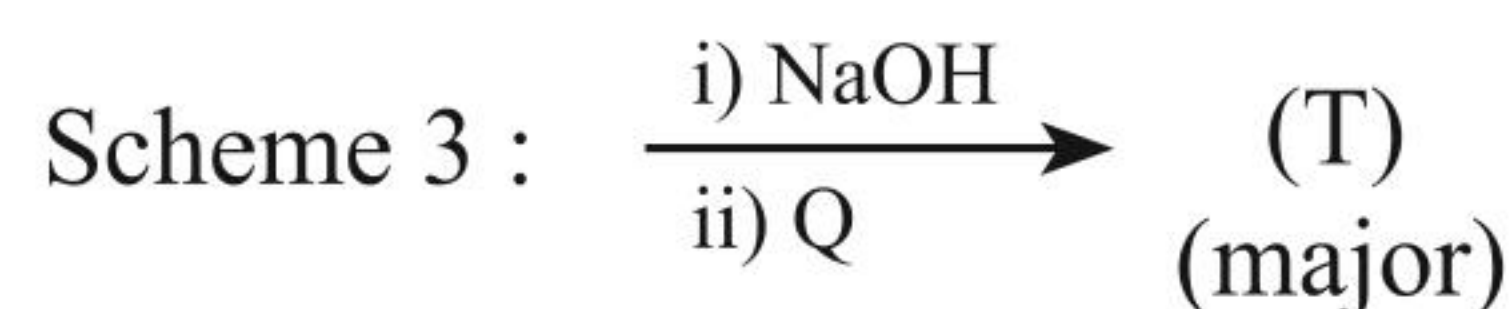 i) NaOH
Scheme 3 :
(T)
ii) Q
(major)